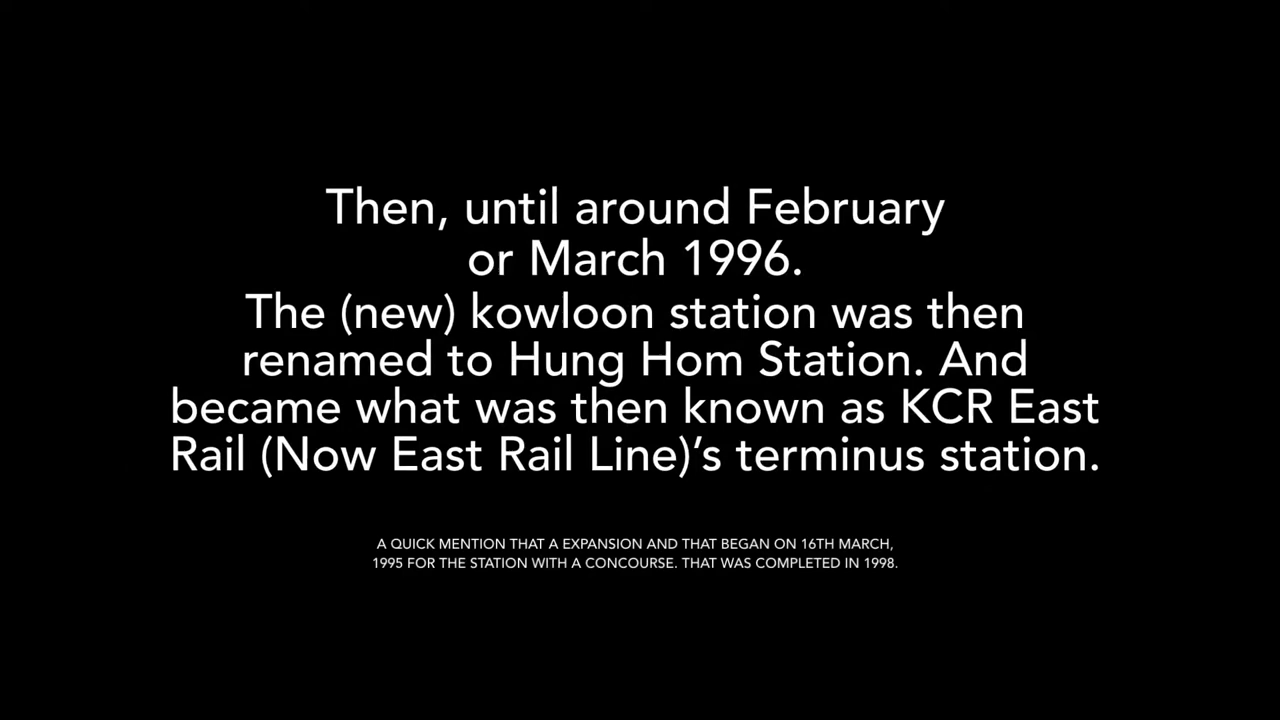 Then, until around February
or March 1996.
The (new) kowloon station was then
renamed to Hung Hom Station. And
became what was then known as KCR East
Rail (Now East Rail Line)’s terminus station.
A QUICK MENTION THAT A EXPANSION AND THAT BEGAN ON 16TH MARCH,
1995 FOR THE STATION WITH A CONCOURSE. THAT WAS COMPLETED IN 1998.